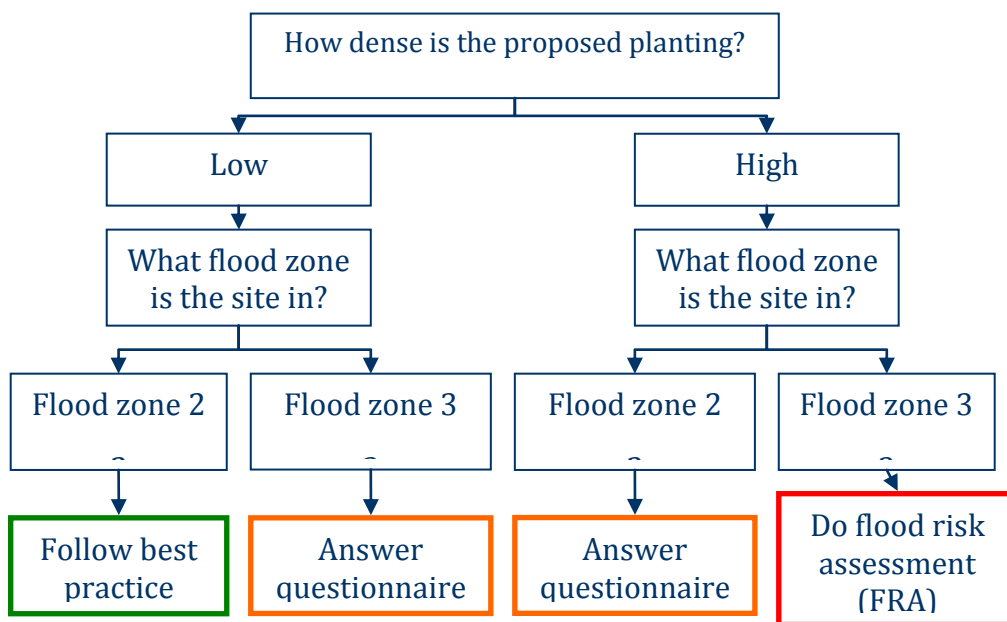 How dense is the proposed planting?
Low
High
What flood zone
is the site in?
What flood zone
is the site in?
Flood zone 2
Flood zone 3
Flood zone 2
Flood zone 3
Follow best
practice
Answer
questionnaire
Answer
questionnaire
Do flood risk
assessment
(FRA)